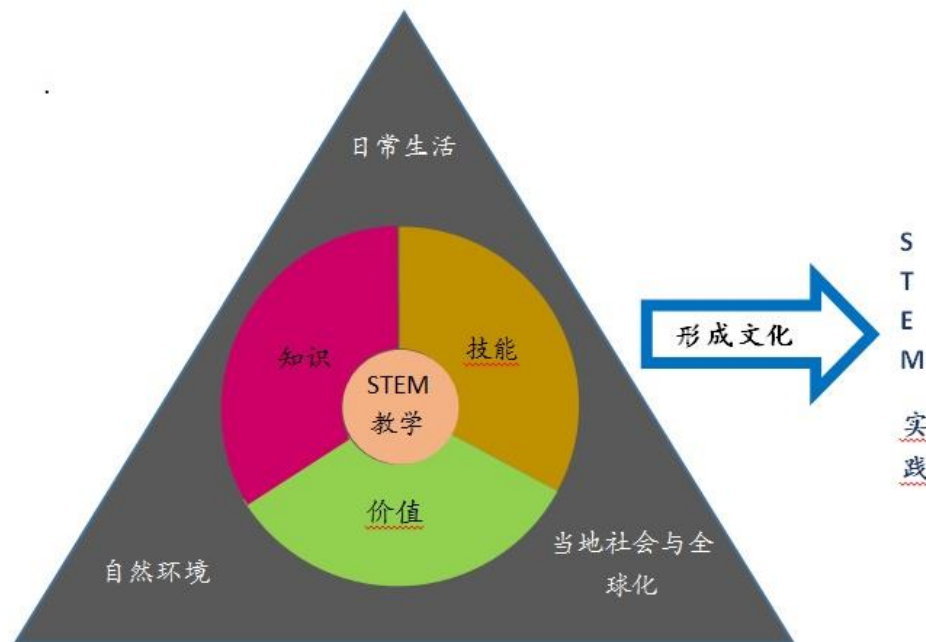 日常生活
知识
技能
STEM
教学
价值
自然环境
当地社会与全
球化
形成文化
S
T
E
M
实
践